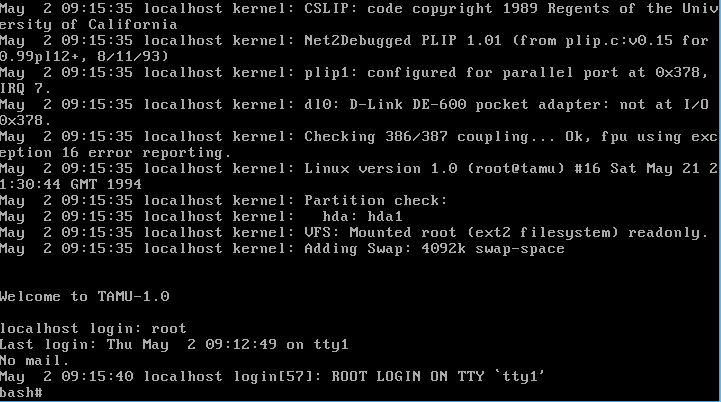 May  2 09:15:35 localhost kernel: CSLIP: code copyright 1989 Regents of the Univ
ersity of California
May  2 09:15:35 localhost kernel: Net2Debugged PLIP 1.01 (from plip.c:v0.15 for
0.99pl12+, 8/11/93)
May  2 09:15:35 localhost kernel: plip1: configured for parallel port at 0x378,
IRQ 7.
May  2 09:15:35 localhost kernel: dl0: D-Link DE-600 pocket adapter: not at I/O
0x378.
May  2 09:15:35 localhost kernel: Checking 386/387 coupling... Ok, fpu using exc
eption 16 error reporting.
May  2 09:15:35 localhost kernel: Linux version 1.0 (root@tamu) #16 Sat May 21 2
1:30:44 GMT 1994
May  2 09:15:35 localhost kernel: Partition check:
May  2 09:15:35 localhost kernel:   hda: hda1
May  2 09:15:35 localhost kernel: VFS: Mounted root (ext2 filesystem) readonly.
May  2 09:15:35 localhost kernel: Adding Swap: 4092k swap-space
Welcome to TAMU-1.0
localhost login: root
Last login: Thu May  2 09:12:49 on tty1
No mail.
May  2 09:15:40 localhost login[57]: ROOT LOGIN ON TTY `tty1'
bash#